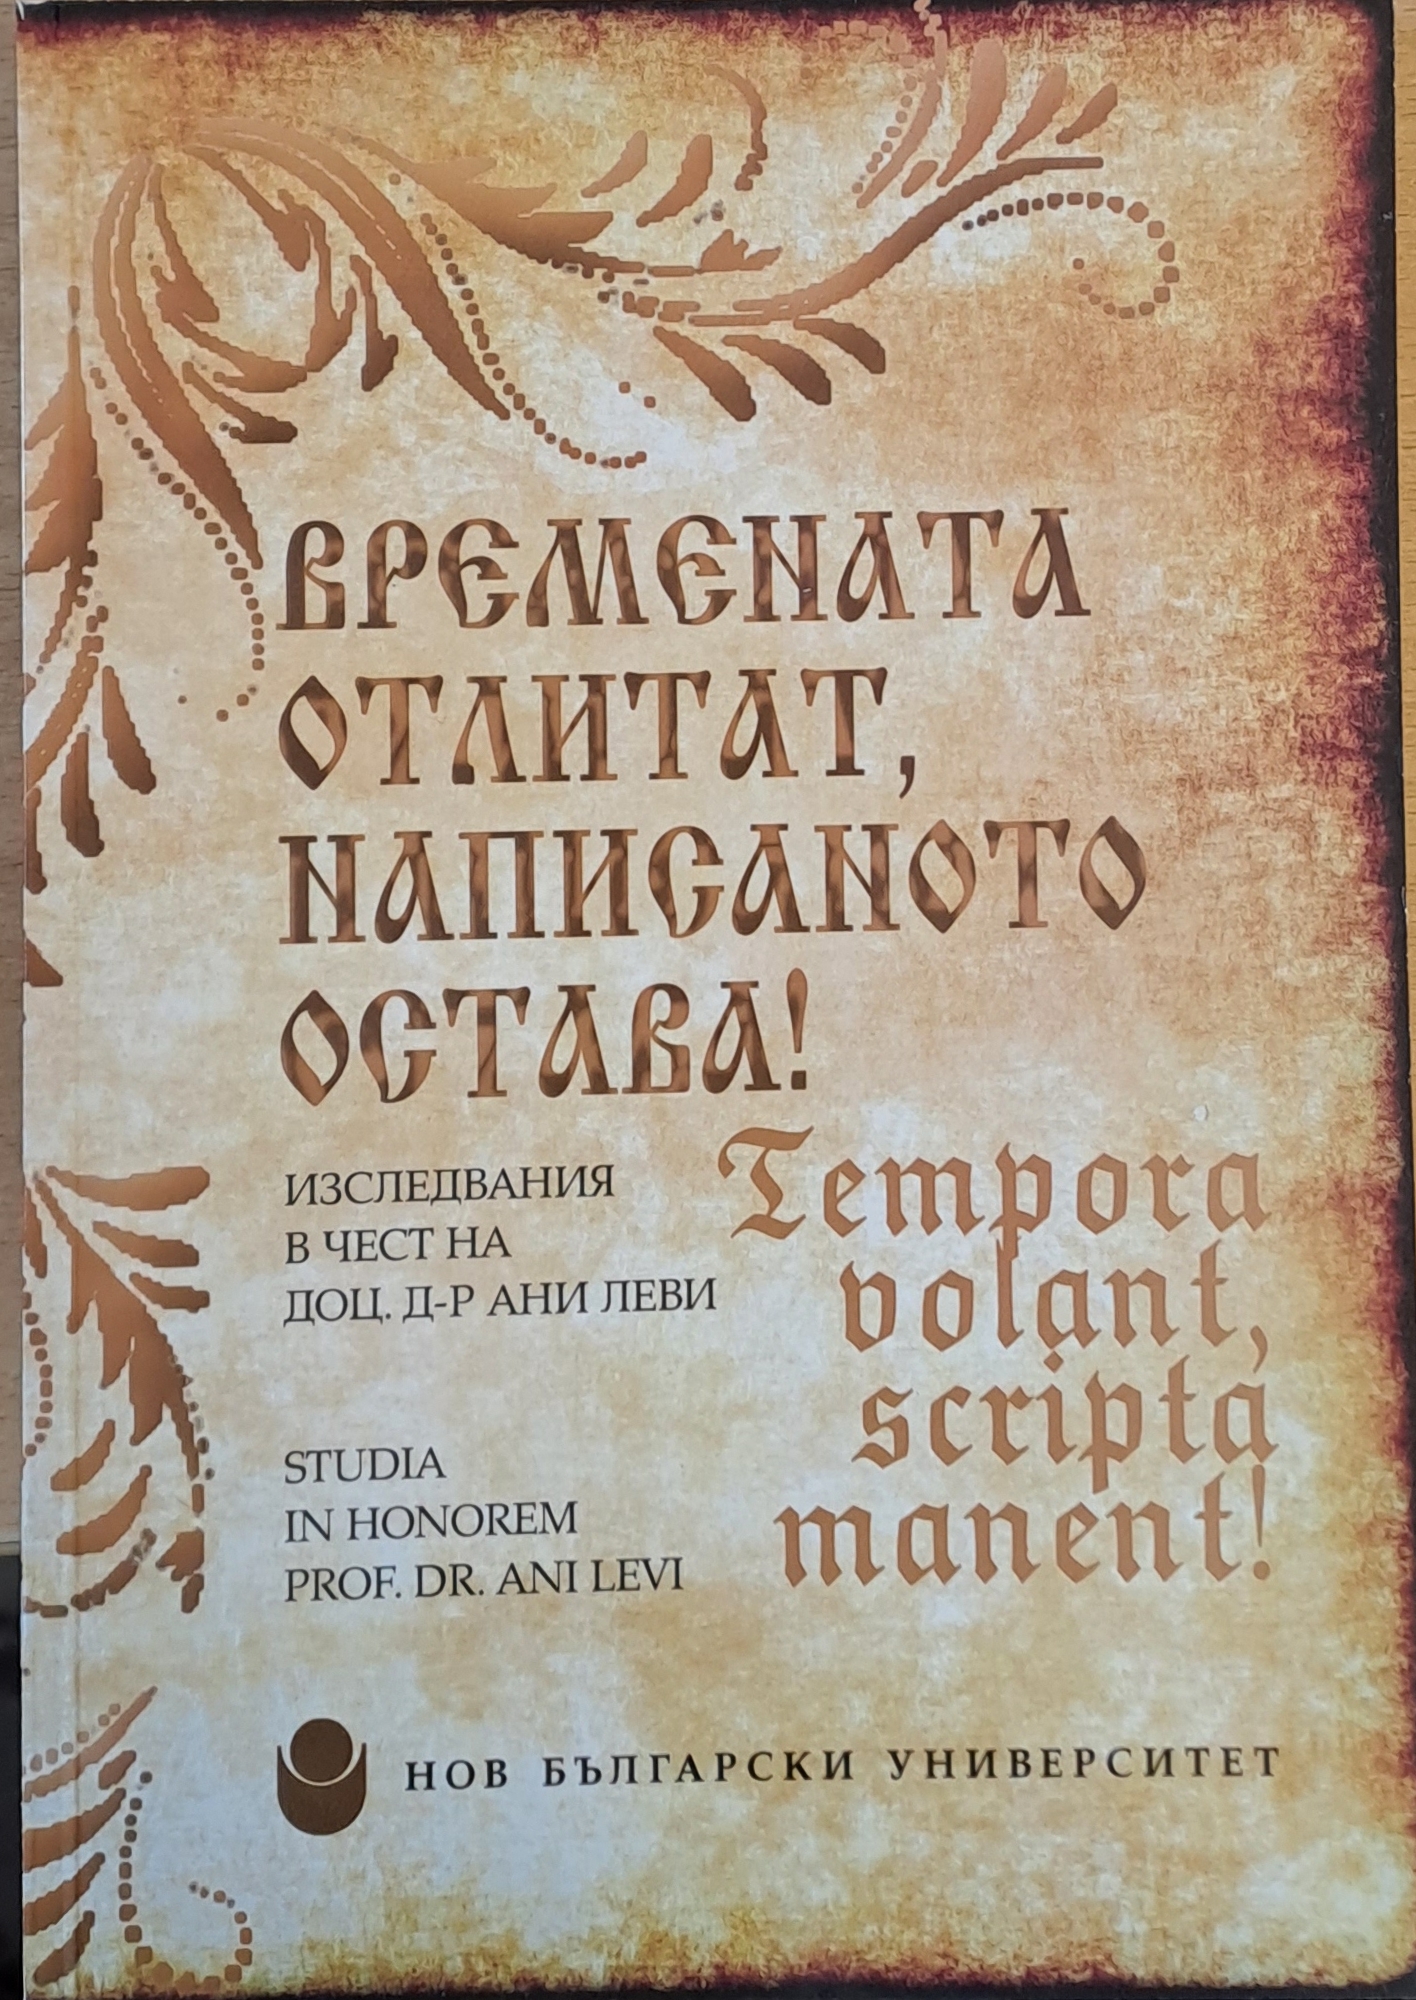 ВРЕМЕНАТА
ОТЛИТАТ,
НАПИСАНОТО
ОСТАВА!
ИЗСЛЕДВАНИЯ
В ЧЕСТ НА
ДОЦ. Д-Р АНИ ЛЕВИ
Tempora
volant,
scripta
manent!
STUDIA
IN HONOREM
PROF. DR. ANI LEVI
НОВ БЪЛГАРСКИ УНИВЕРСИТЕТ